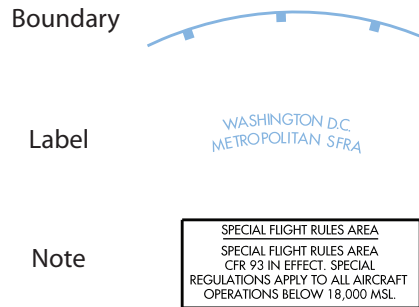 Boundary
WASHINGTON D.C.
METROPOLITAN SFRA
Label
SPECIAL FLIGHT RULES AREA
SPECIAL FLIGHT RULES AREA
CFR 93 IN EFFECT. SPECIAL
REGULATIONS APPLY TO ALL AIRCRAFT
OPERATIONS BELOW 18,000 MSL.
Note